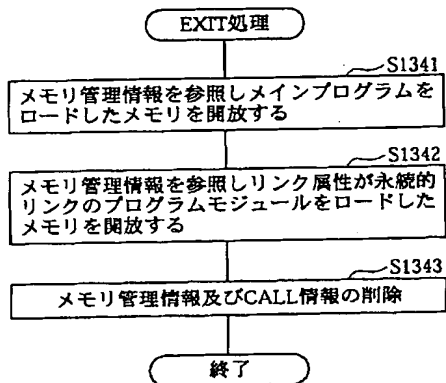 EXIT処理
S1341
メモリ管理情報を参照しメインプログラムを
ロードしたメモリを開放する
S1342
メモリ管理情報を参照しリンク属性が永続的
リンクのプログラムモジュールをロードした
メモリを開放する
S1343
メモリ管理情報及びCALL情報の削除
終了